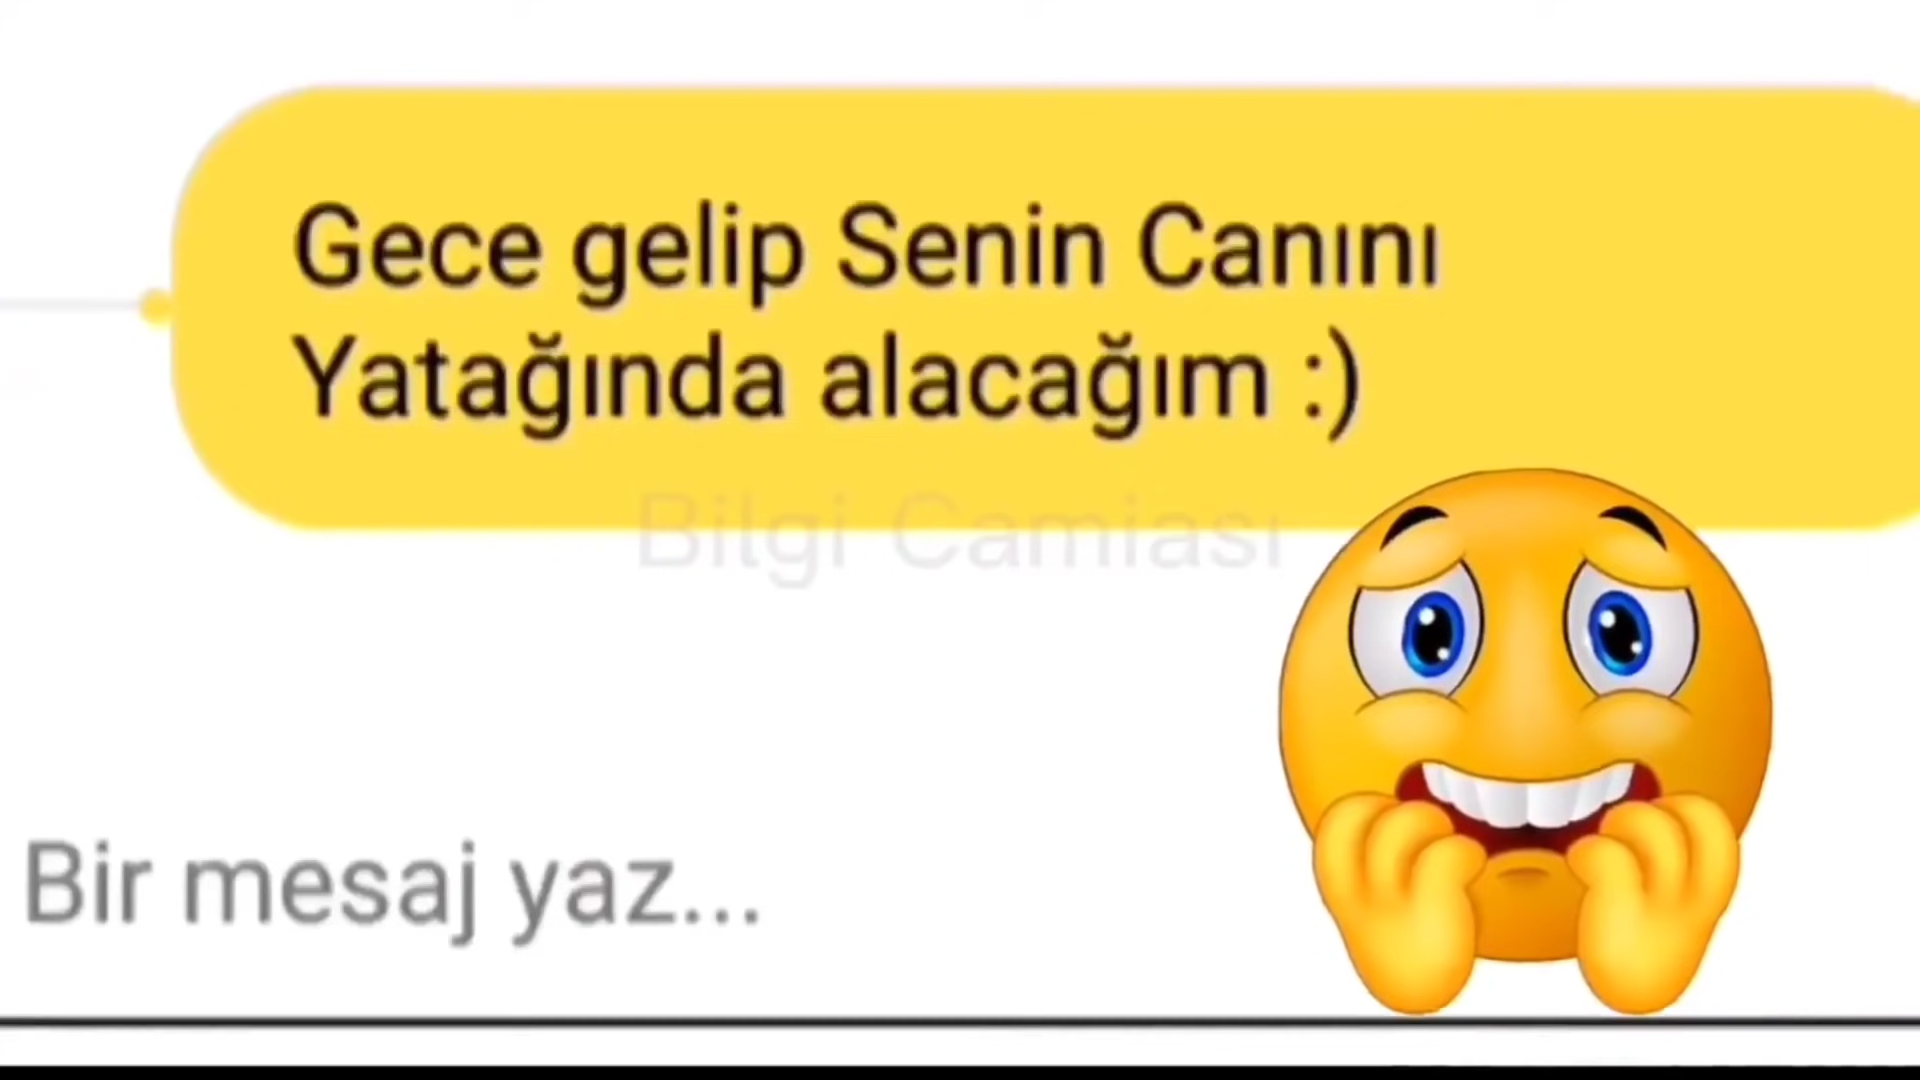 Gece gelip Senin Canını
Yatağında alacağım :)
Bilgi Camiası
Bir mesaj yaz...